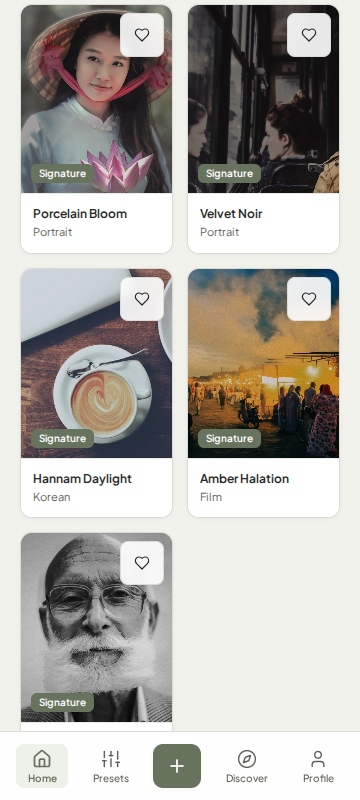 Signature
Signature
Porcelain Bloom
Portrait
Velvet Noir
Portrait
Signature
Signature
Hannam Daylight
Korean
Amber Halation
Film
Signature
Home
Presets
Discover
Profile